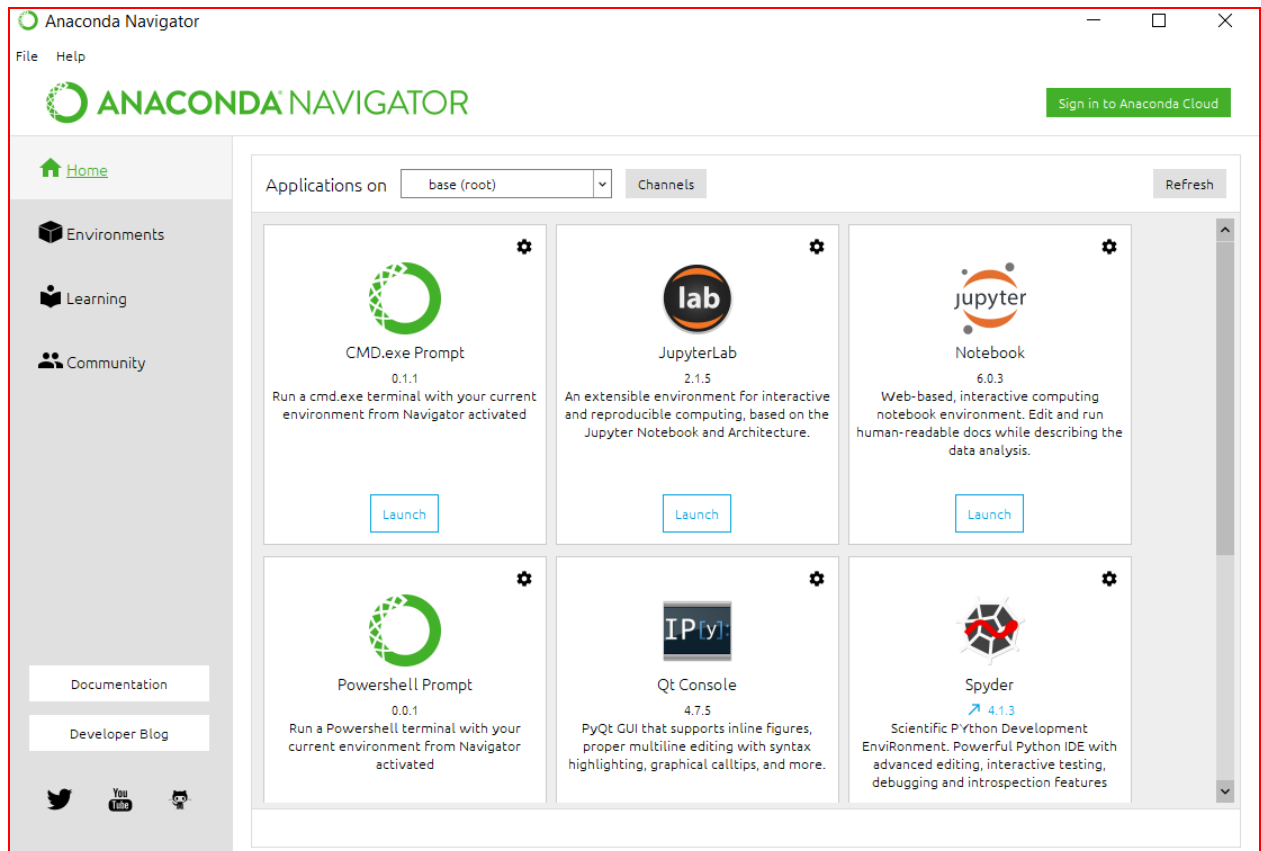 Anaconda Navigator
File Help
ANACONDA NAVIGATOR
Sign in to Anaconda Cloud
Home
Environments
Learning
Community
Documentation
Developer Blog
You
Tube
Applications on base (root) Channels Refresh
CMD.exe Prompt
0.1.1
Run a cmd.exe terminal with your current
environment from Navigator activated
Launch
lab
JupyterLab
2.1.5
An extensible environment for interactive
and reproducible computing, based on the
Jupyter Notebook and Architecture.
Launch
jupyter
Notebook
6.0.3
Web-based, interactive computing
notebook environment. Edit and run
human-readable docs while describing the
data analysis.
Launch
Powershell Prompt
0.0.1
Run a Powershell terminal with your
current environment from Navigator
activated
IP[y]:
Qt Console
4.7.5
PyQt GUI that supports inline figures,
proper multiline editing with syntax
highlighting, graphical calltips, and more.
Spyder
4.1.3
Scientific PYthon Development
EnviRonment. Powerful Python IDE with
advanced editing, interactive testing,
debugging and introspection features